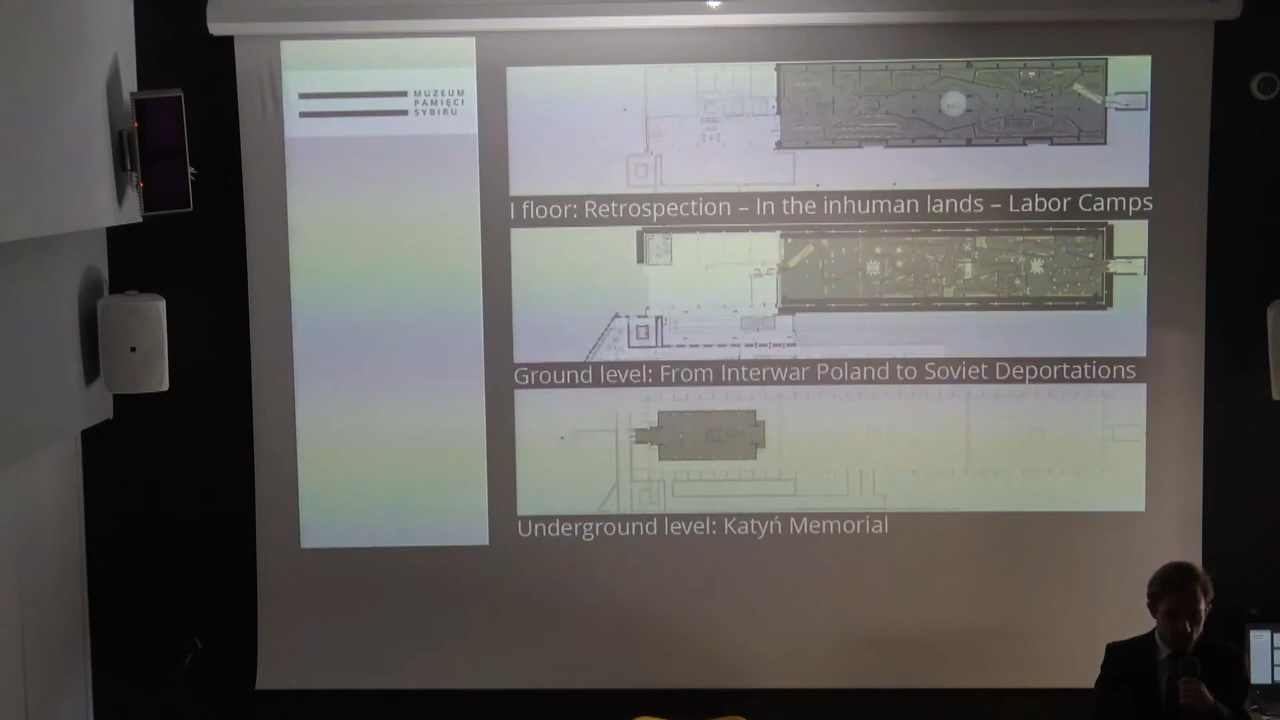 MUZEUM
PAMIĘCI
SYBIRU
I floor: Retrospection – In the inhuman lands – Labor Camps
Ground level: From Interwar Poland to Soviet Deportations
Underground level: Katyń Memorial